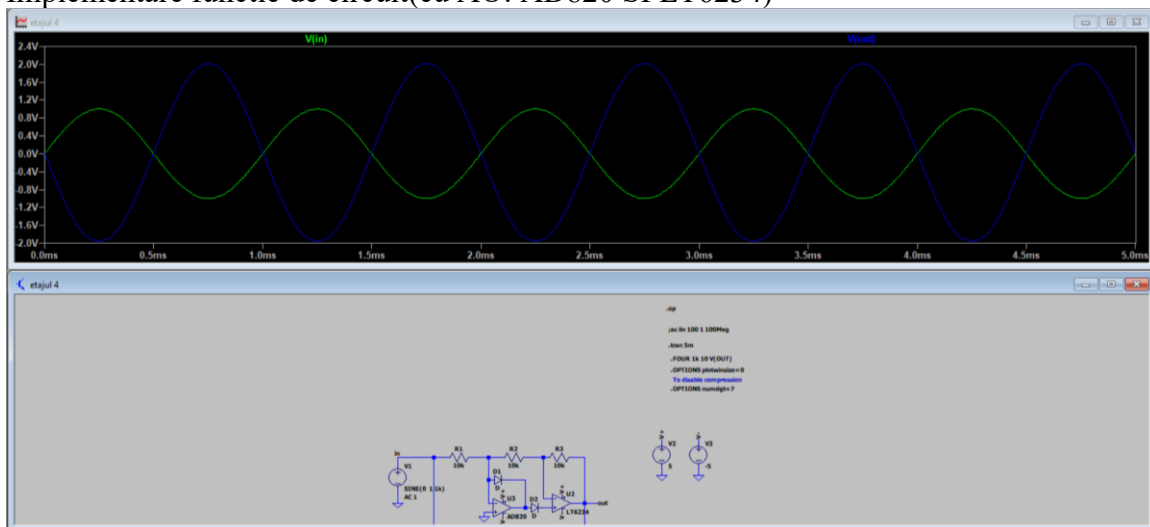 Implementare functie de circuit(cu AO: AD820 SI LT6234)
etajul 4
V(in)
V(out)
2.4V
2.0V
1.6V
1.2V
0.8V
0.4V
0.0V
-0.4V
-0.8V
-1.2V
-1.6V
-2.0V
0.0ms
0.5ms
1.0ms
1.5ms
2.0ms
2.5ms
3.0ms
3.5ms
4.0ms
4.5ms
5.0ms
etajul 4
.op
;ac lin 100 1 100Meg
.tran 5m
.FOUR 1k 10 V(OUT)
.OPTIONS plotwinsize=0
To disable compression
.OPTIONS numdgt=7
in
R1
10k
R2
10k
R3
10k
V1
SINE(0 1 1k)
AC 1
D1
D
U3
AD820
D2
D
U2
LT6234
out
V+
V2
5
V-
V3
-5